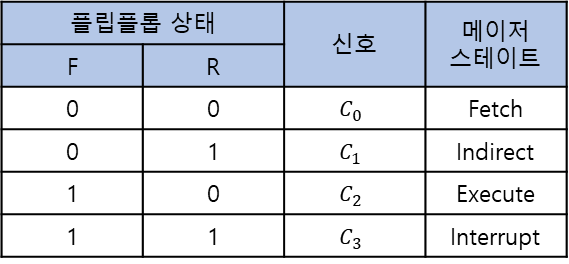 플립플롭 상태 신호 메이저
스테이트
F R
0 0 C₀ Fetch
0 1 C₁ Indirect
1 0 C₂ Execute
1 1 C₃ Interrupt